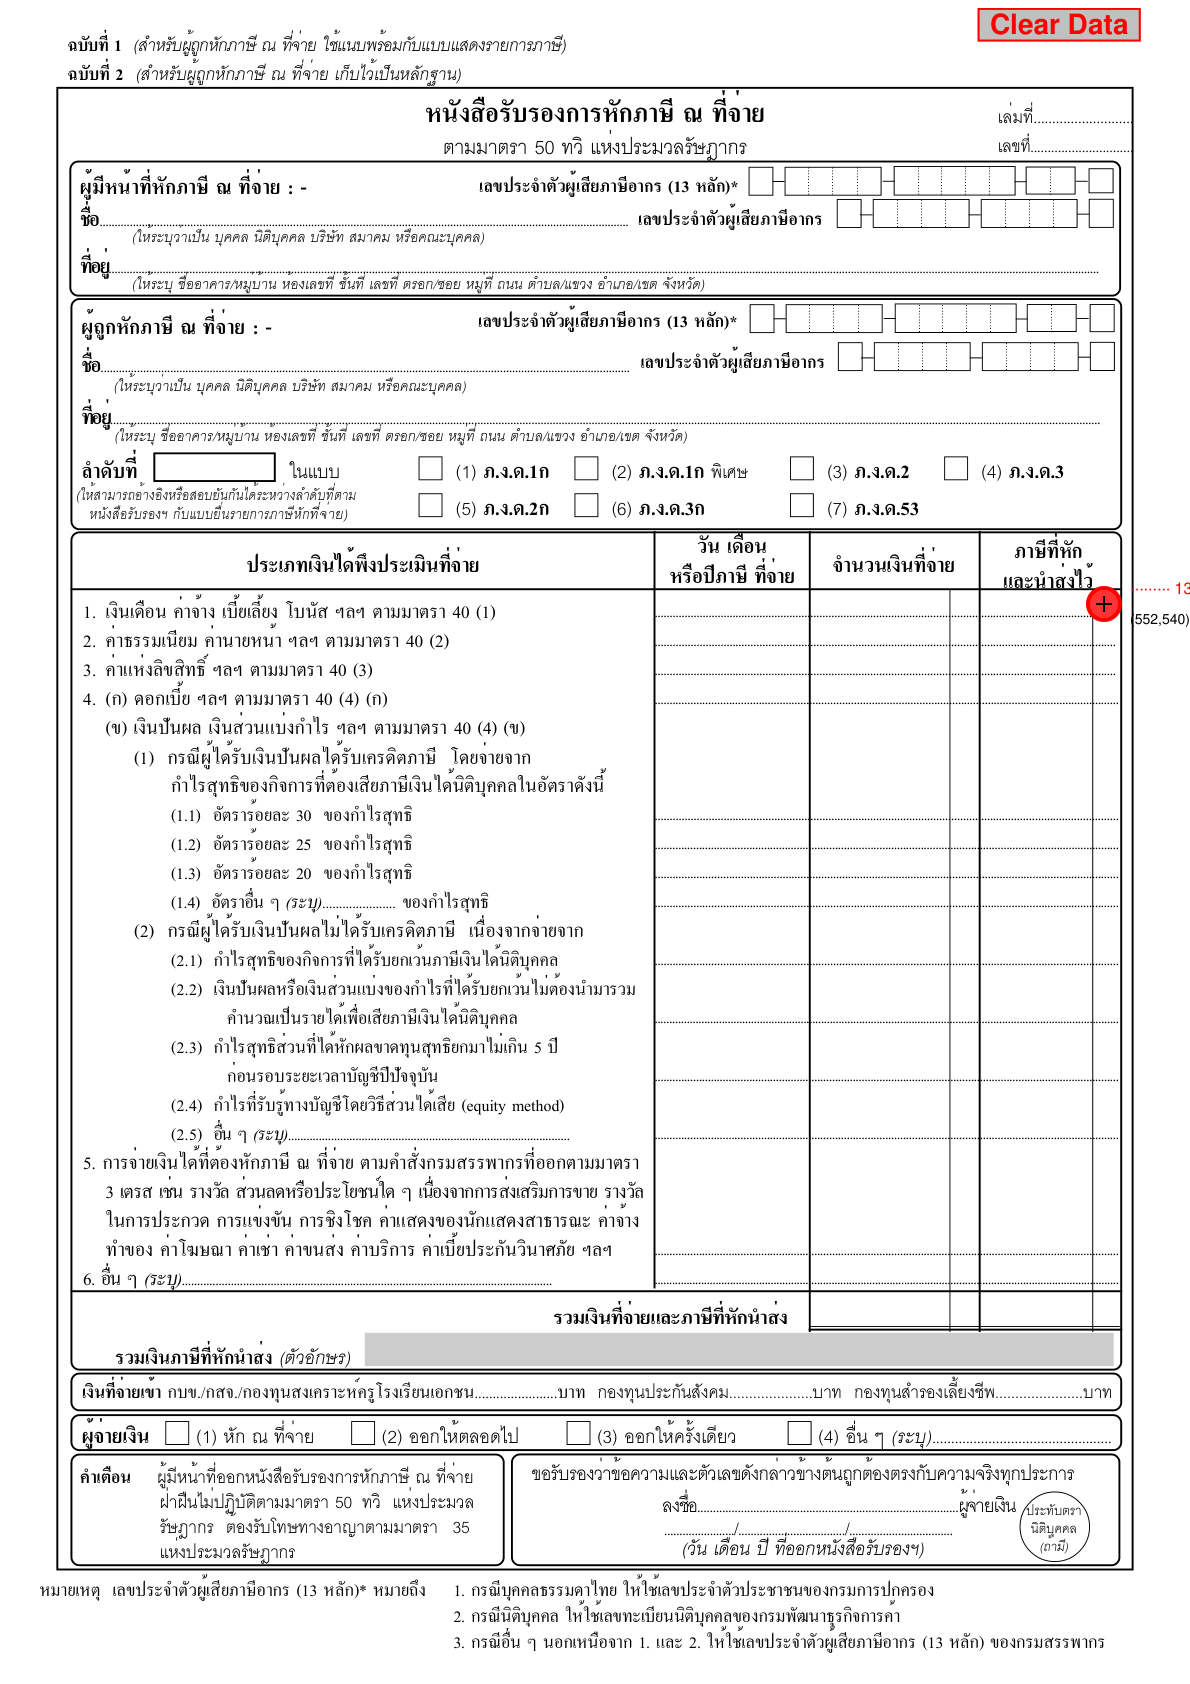 Clear Data
ฉบับที่ 1 (สำหรับผู้ถูกหักภาษี ณ ที่จ่าย ใช้แนบพร้อมกับแบบแสดงรายการภาษี)
ฉบับที่ 2 (สำหรับผู้ถูกหักภาษี ณ ที่จ่าย เก็บไว้เป็นหลักฐาน)
หนังสือรับรองการหักภาษี ณ ที่จ่าย
เล่มที่..........................
ตามมาตรา 50 ทวิ แห่งประมวลรัษฎากร
เลขที่............................
ผู้มีหน้าที่หักภาษี ณ ที่จ่าย : - เลขประจำตัวผู้เสียภาษีอากร (13 หลัก)*
ชื่อ.......... เลขประจำตัวผู้เสียภาษีอากร
(ให้ระบุว่าเป็น บุคคล นิติบุคคล บริษัท สมาคม หรือคณะบุคคล)
ที่อยู่..........
(ให้ระบุ ชื่ออาคาร/หมู่บ้าน ห้องเลขที่ ชั้นที่ เลขที่ ตรอก/ซอย หมู่ที่ ถนน ตำบล/แขวง อำเภอ/เขต จังหวัด)
ผู้ถูกหักภาษี ณ ที่จ่าย : - เลขประจำตัวผู้เสียภาษีอากร (13 หลัก)*
ชื่อ.......... เลขประจำตัวผู้เสียภาษีอากร
(ให้ระบุว่าเป็น บุคคล นิติบุคคล บริษัท สมาคม หรือคณะบุคคล)
ที่อยู่..........
(ให้ระบุ ชื่ออาคาร/หมู่บ้าน ห้องเลขที่ ชั้นที่ เลขที่ ตรอก/ซอย หมู่ที่ ถนน ตำบล/แขวง อำเภอ/เขต จังหวัด)
ลำดับที่ ในแบบ (1) ภ.ง.ด.1ก (2) ภ.ง.ด.1ก พิเศษ (3) ภ.ง.ด.2 (4) ภ.ง.ด.3
(ให้สามารถอ้างอิงหรือสอบยันกันได้ระหว่างลำดับที่ตาม
หนังสือรับรองฯ กับแบบยื่นรายการภาษีหักที่จ่าย)
(5) ภ.ง.ด.2ก (6) ภ.ง.ด.3ก (7) ภ.ง.ด.53
ประเภทเงินได้พึงประเมินที่จ่าย
วัน เดือน
หรือปีภาษี ที่จ่าย
จำนวนเงินที่จ่าย
ภาษีที่หัก
และนำส่งไว้
13
(552,540)
1. เงินเดือน ค่าจ้าง เบี้ยเลี้ยง โบนัส ฯลฯ ตามมาตรา 40 (1)
2. ค่าธรรมเนียม ค่านายหน้า ฯลฯ ตามมาตรา 40 (2)
3. ค่าแห่งลิขสิทธิ์ ฯลฯ ตามมาตรา 40 (3)
4. (ก) ดอกเบี้ย ฯลฯ ตามมาตรา 40 (4) (ก)
(ข) เงินปันผล เงินส่วนแบ่งกำไร ฯลฯ ตามมาตรา 40 (4) (ข)
(1) กรณีผู้ได้รับเงินปันผลได้รับเครดิตภาษี โดยจ่ายจาก
กำไรสุทธิของกิจการที่ต้องเสียภาษีเงินได้นิติบุคคลในอัตราดังนี้
(1.1) อัตราร้อยละ 30 ของกำไรสุทธิ
(1.2) อัตราร้อยละ 25 ของกำไรสุทธิ
(1.3) อัตราร้อยละ 20 ของกำไรสุทธิ
(1.4) อัตราอื่น ๆ (ระบุ)...................... ของกำไรสุทธิ
(2) กรณีผู้ได้รับเงินปันผลไม่ได้รับเครดิตภาษี เนื่องจากจ่ายจาก
(2.1) กำไรสุทธิของกิจการที่ได้รับยกเว้นภาษีเงินได้นิติบุคคล
(2.2) เงินปันผลหรือเงินส่วนแบ่งของกำไรที่ได้รับยกเว้นไม่ต้องนำมารวม
คำนวณเป็นรายได้เพื่อเสียภาษีเงินได้นิติบุคคล
(2.3) กำไรสุทธิส่วนที่ได้หักผลขาดทุนสุทธิยกมาไม่เกิน 5 ปี
ก่อนรอบระยะเวลาบัญชีปีปัจจุบัน
(2.4) กำไรที่รับรู้ทางบัญชีโดยวิธีส่วนได้เสีย (equity method)
(2.5) อื่น ๆ (ระบุ)..........
5. การจ่ายเงินได้ที่ต้องหักภาษี ณ ที่จ่าย ตามคำสั่งกรมสรรพากรที่ออกตามมาตรา
3 เตรส เช่น รางวัล ส่วนลดหรือประโยชน์ใด ๆ เนื่องจากการส่งเสริมการขาย รางวัล
ในการประกวด การแข่งขัน การชิงโชค ค่าแสดงของนักแสดงสาธารณะ ค่าจ้าง
ทำของ ค่าโฆษณา ค่าเช่า ค่าขนส่ง ค่าบริการ ค่าเบี้ยประกันวินาศภัย ฯลฯ
6. อื่น ๆ (ระบุ)..........
รวมเงินที่จ่ายและภาษีที่หักนำส่ง
รวมเงินภาษีที่หักนำส่ง (ตัวอักษร)
เงินที่จ่ายเข้า กบข./กสจ./กองทุนสงเคราะห์ครูโรงเรียนเอกชน..........บาท กองทุนประกันสังคม..........บาท กองทุนสำรองเลี้ยงชีพ..........บาท
ผู้จ่ายเงิน (1) หัก ณ ที่จ่าย (2) ออกให้ตลอดไป (3) ออกให้ครั้งเดียว (4) อื่น ๆ (ระบุ)..........
คำเตือน ผู้มีหน้าที่ออกหนังสือรับรองการหักภาษี ณ ที่จ่าย
ฝ่าฝืนไม่ปฏิบัติตามมาตรา 50 ทวิ แห่งประมวล
รัษฎากร ต้องรับโทษทางอาญาตามมาตรา 35
แห่งประมวลรัษฎากร
ขอรับรองว่าข้อความและตัวเลขดังกล่าวข้างต้นถูกต้องตรงกับความจริงทุกประการ
ลงชื่อ..........ผู้จ่ายเงิน
........../........../..........
(วัน เดือน ปี ที่ออกหนังสือรับรองฯ)
ประทับตรา
นิติบุคคล
(ถ้ามี)
หมายเหตุ เลขประจำตัวผู้เสียภาษีอากร (13 หลัก)* หมายถึง 1. กรณีบุคคลธรรมดาไทย ให้ใช้เลขประจำตัวประชาชนของกรมการปกครอง
2. กรณีนิติบุคคล ให้ใช้เลขทะเบียนนิติบุคคลของกรมพัฒนาธุรกิจการค้า
3. กรณีอื่น ๆ นอกเหนือจาก 1. และ 2. ให้ใช้เลขประจำตัวผู้เสียภาษีอากร (13 หลัก) ของกรมสรรพากร